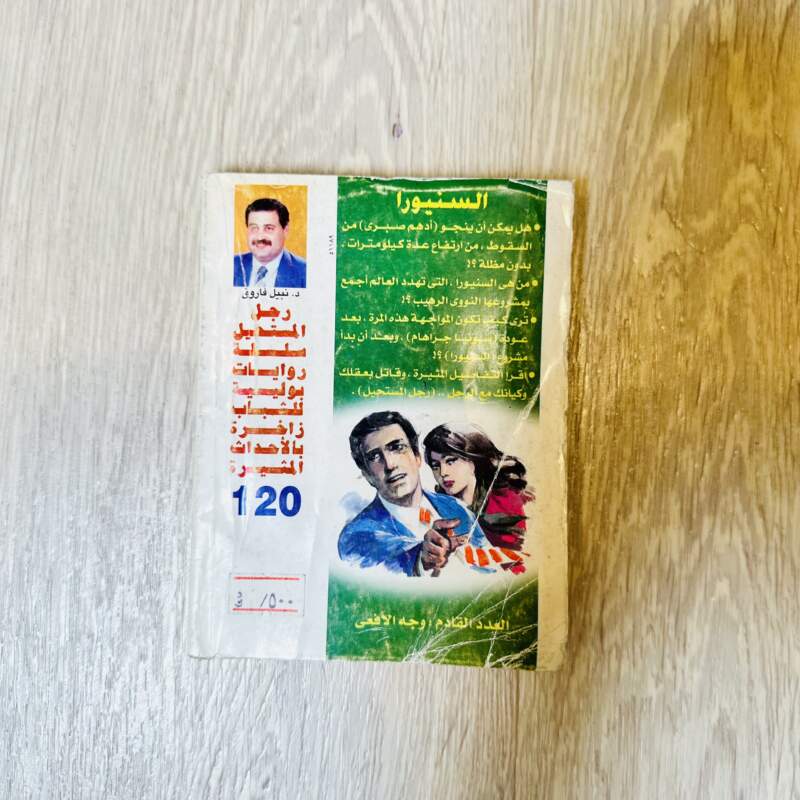 السنيورا
● هل يمكن أن ينجو (أدهم صبرى) من
السقوط ، من ارتفاع عدة كيلومترات ،
بدون مظلة ؟!
● من هى السنيورا ، التى تهدد العالم أجمع
بمشروعها النووى الرهيب ؟!
● تُرى كيف تكون المواجهة هذه المرة ، بعد
عودة (سونيا جراهام) ، وبعد أن بدأ
مشروع (السنيورا) ؟!
● اقرأ التفاصيل المثيرة ، وقاتل بعقلك
وكيانك مع الرجل .. (رجل المستحيل) .
العدد القادم : وجه الأفعى
د. نبيل فاروق
رجل
المستحيل
سلسلة
روايات
بوليسية
للشباب
زاخرة
بالأحداث
المثيرة
120
٥٠٠/
٥٦١٨٩